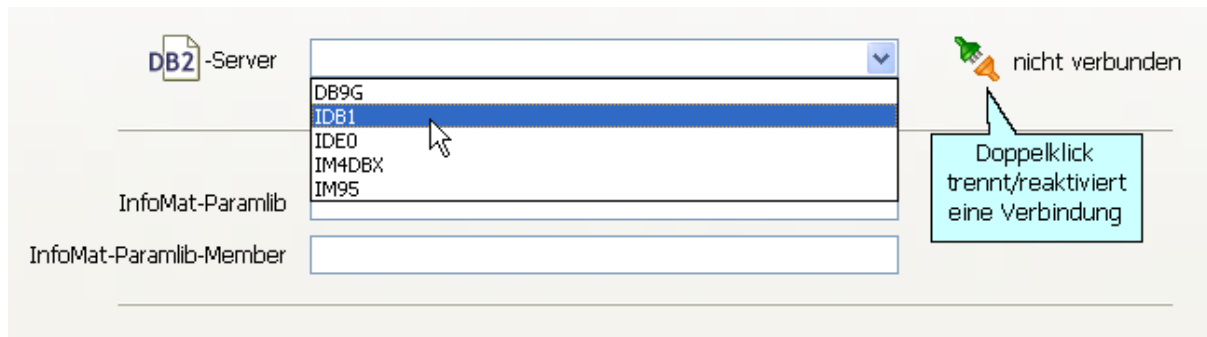 DB2 -Server
nicht verbunden
DB9G
IDB1
IDE0
IM4DBX
IM95
Doppelklick
trennt/reaktiviert
eine Verbindung
InfoMat-Paramlib
InfoMat-Paramlib-Member